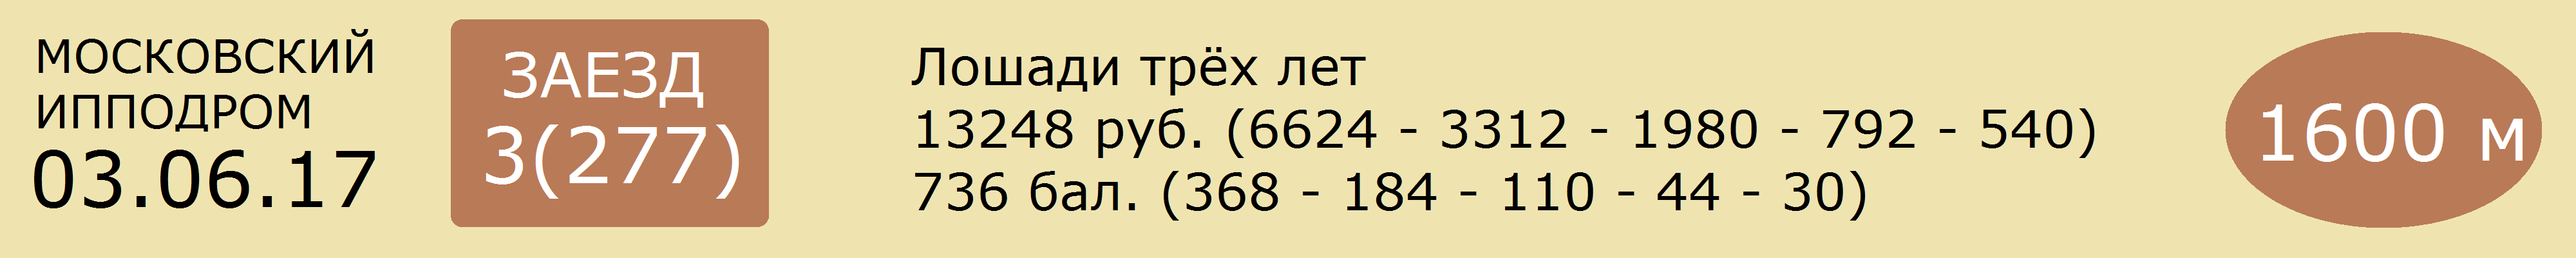 МОСКОВСКИЙ
ИППОДРОМ
03.06.17
ЗАЕЗД
3(277)
Лошади трёх лет
13248 руб. (6624 - 3312 - 1980 - 792 - 540)
736 бал. (368 - 184 - 110 - 44 - 30)
1600 м